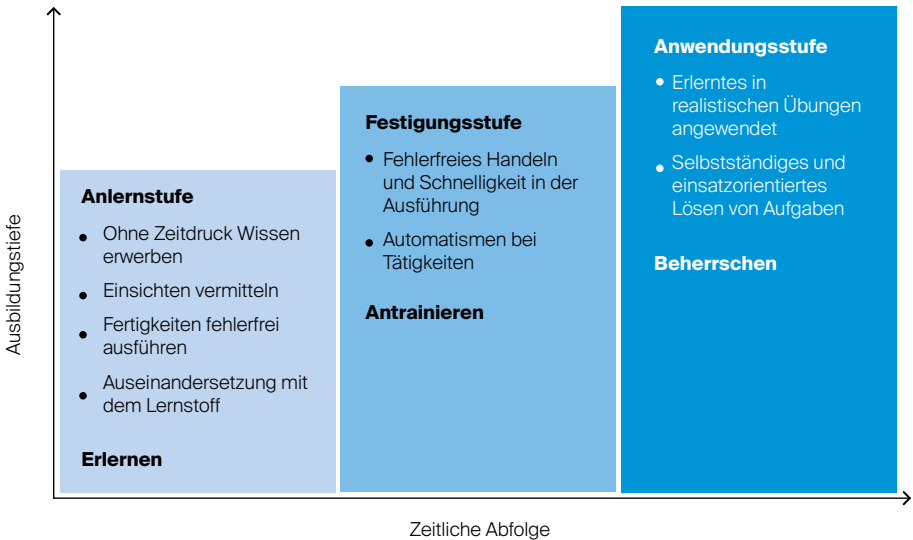 Ausbildungstiefe
Anlernstufe
• Ohne Zeitdruck Wissen
erwerben
• Einsichten vermitteln
• Fertigkeiten fehlerfrei
ausführen
• Auseinandersetzung mit
dem Lernstoff
Erlernen
Festigungsstufe
• Fehlerfreies Handeln
und Schnelligkeit in der
Ausführung
• Automatismen bei
Tätigkeiten
Antrainieren
Anwendungsstufe
• Erlerntes in
realistischen Übungen
angewendet
• Selbstständiges und
einsatzorientiertes
Lösen von Aufgaben
Beherrschen
Zeitliche Abfolge